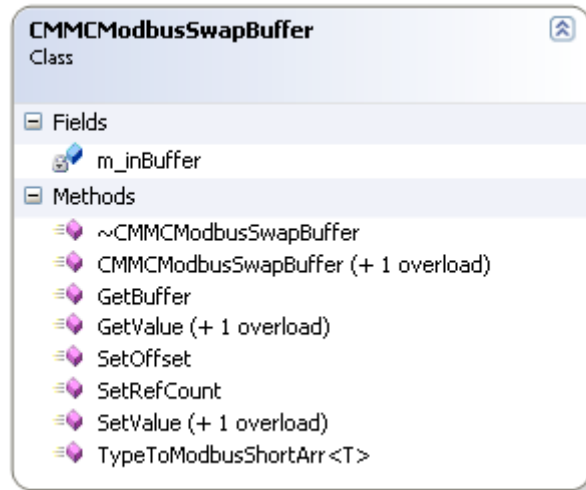 CMMCModbusSwapBuffer
Class
Fields
m_inBuffer
Methods
~CMMCModbusSwapBuffer
CMMCModbusSwapBuffer (+ 1 overload)
GetBuffer
GetValue (+ 1 overload)
SetOffset
SetRefCount
SetValue (+ 1 overload)
TypeToModbusShortArr<T>